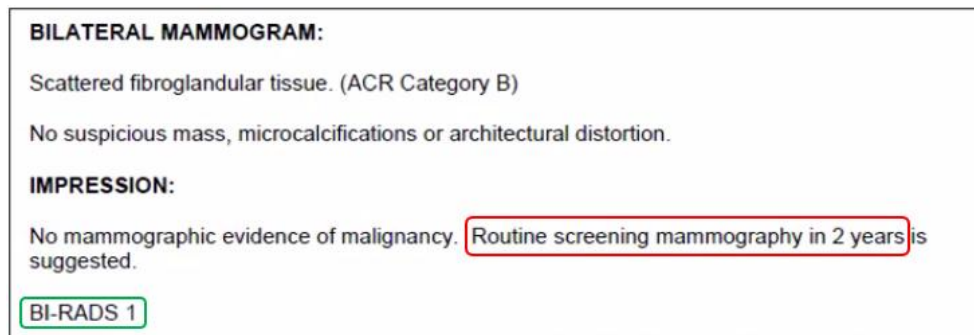 BILATERAL MAMMOGRAM:
Scattered fibroglandular tissue. (ACR Category B)
No suspicious mass, microcalcifications or architectural distortion.
IMPRESSION:
No mammographic evidence of malignancy. Routine screening mammography in 2 years is
suggested.
BI-RADS 1